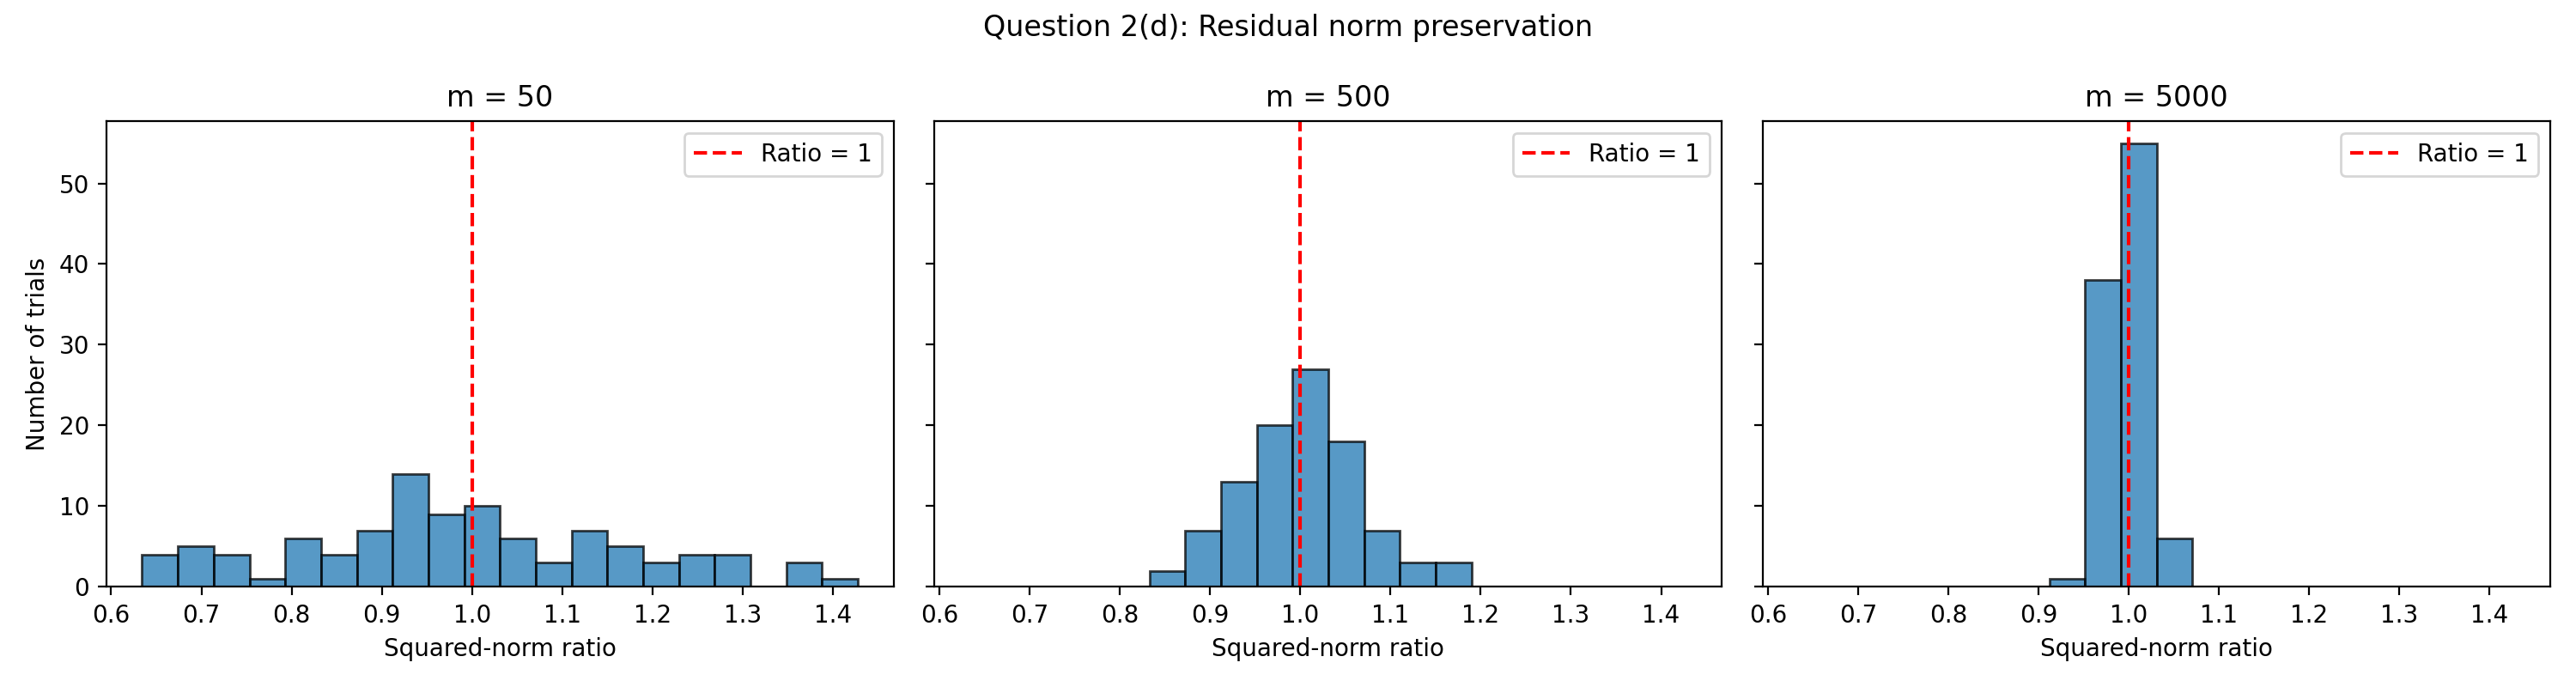 Question 2(d): Residual norm preservation
m = 50
m = 500
m = 5000
Ratio = 1
Ratio = 1
Ratio = 1
Number of trials
50
40
30
20
10
0
0.6 0.7 0.8 0.9 1.0 1.1 1.2 1.3 1.4
0.6 0.7 0.8 0.9 1.0 1.1 1.2 1.3 1.4
0.6 0.7 0.8 0.9 1.0 1.1 1.2 1.3 1.4
Squared-norm ratio
Squared-norm ratio
Squared-norm ratio